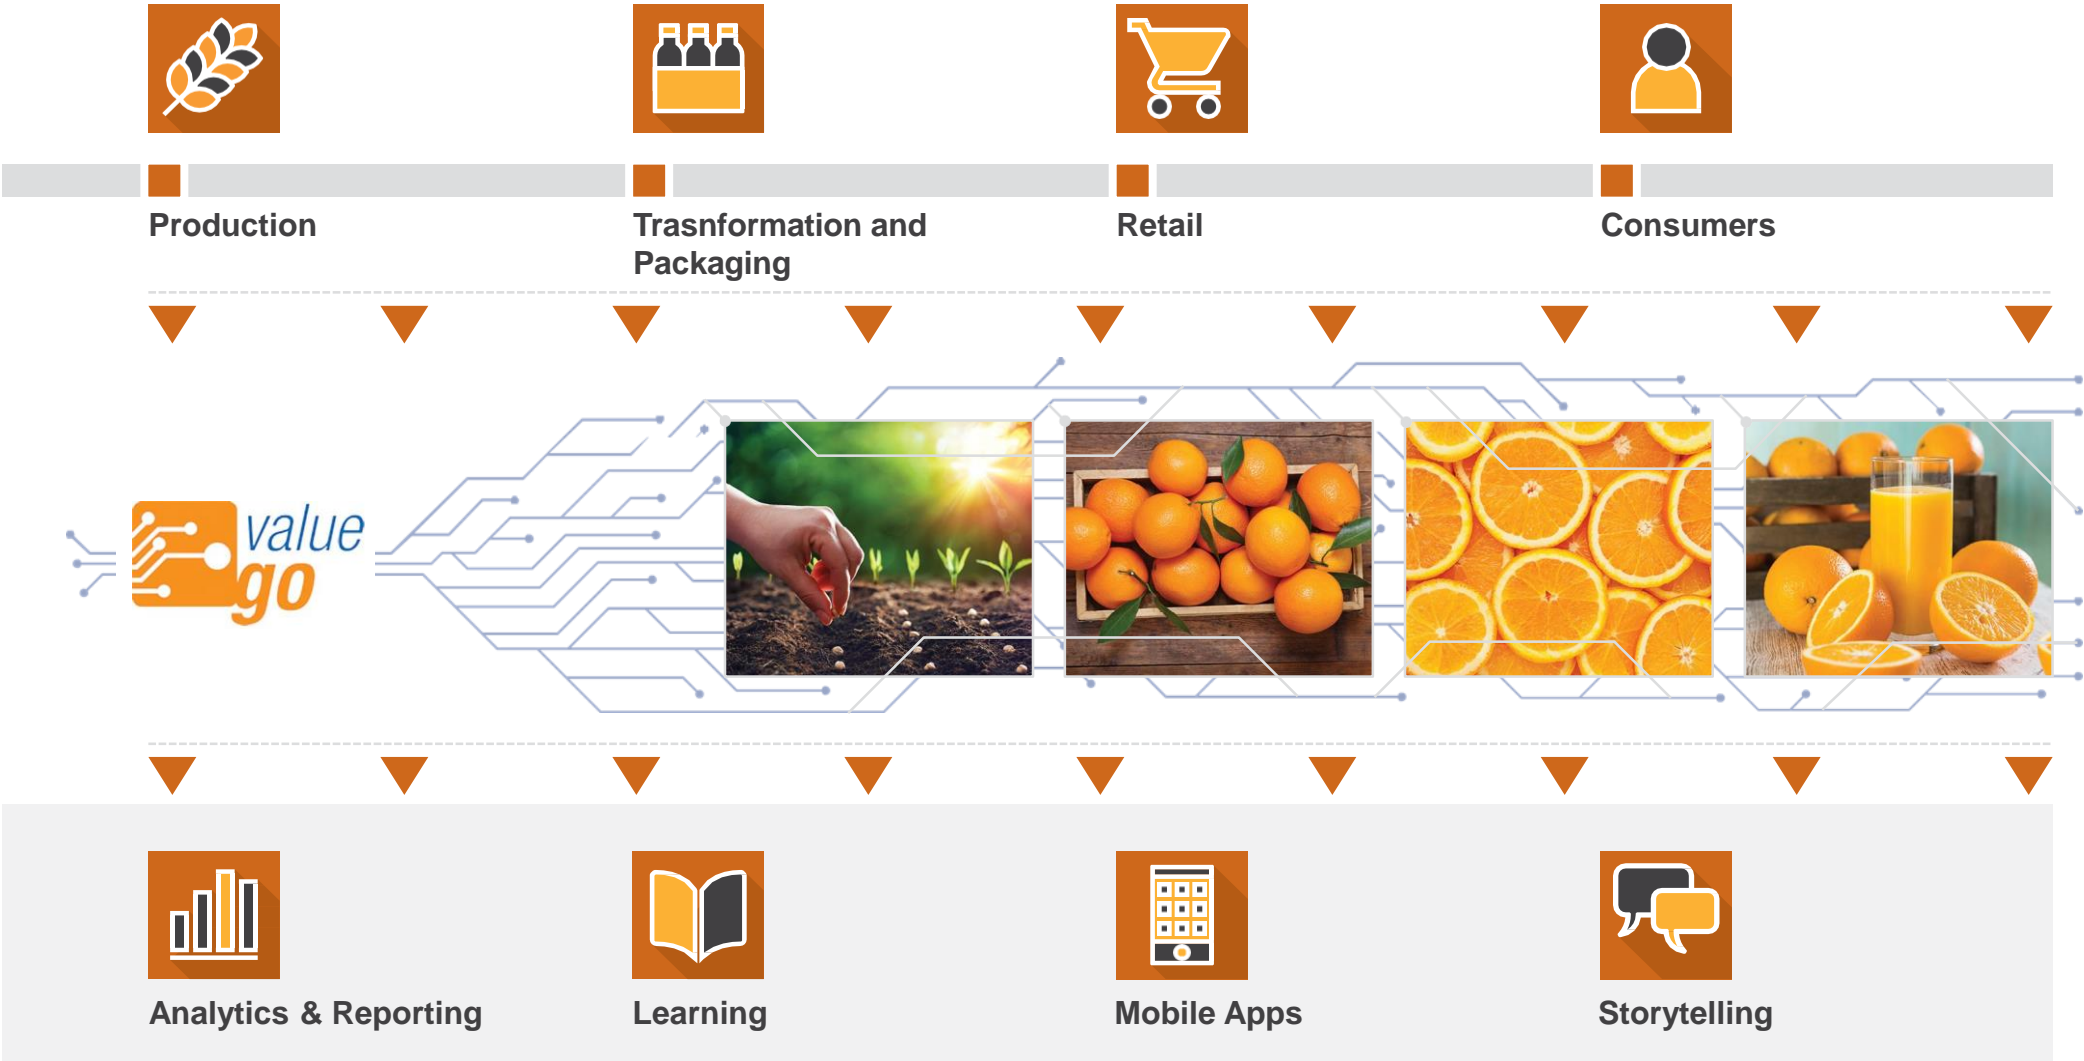 Production
Trasnformation and
Packaging
Retail
Consumers
value
go
Analytics & Reporting
Learning
Mobile Apps
Storytelling